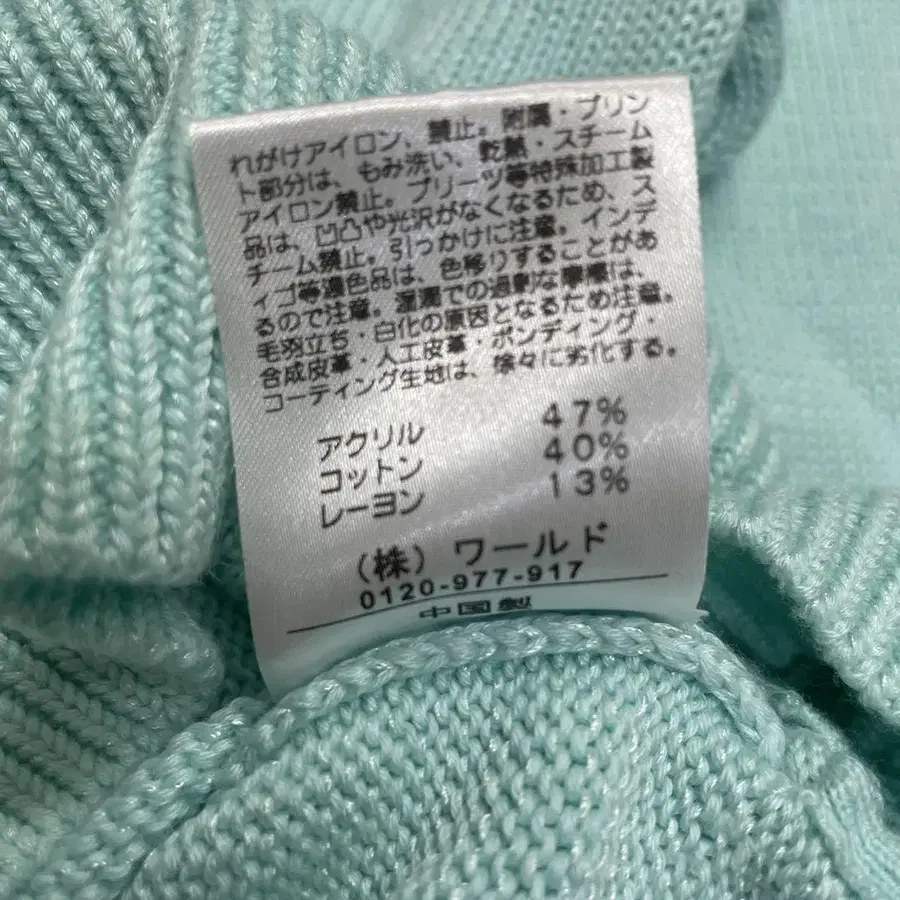 れがけアイロン、禁止。附属・プリン
ト部分は、もみ洗い、乾熱・スチーム
アイロン禁止。プリーツ等特殊加工製
品は、凹凸や光沢がなくなるため、ス
チーム禁止。引っかけに注意。インデ
ィゴ等濃色品は、色移りすることがあ
るので注意。湿潤での過剰な摩擦は、
毛羽立ち・白化の原因となるため注意。
合成皮革・人工皮革・ボンディング・
コーティング生地は、徐々に劣化する。
アクリル 47%
コットン 40%
レーヨン 13%
(株) ワールド
0120-977-917
中国製